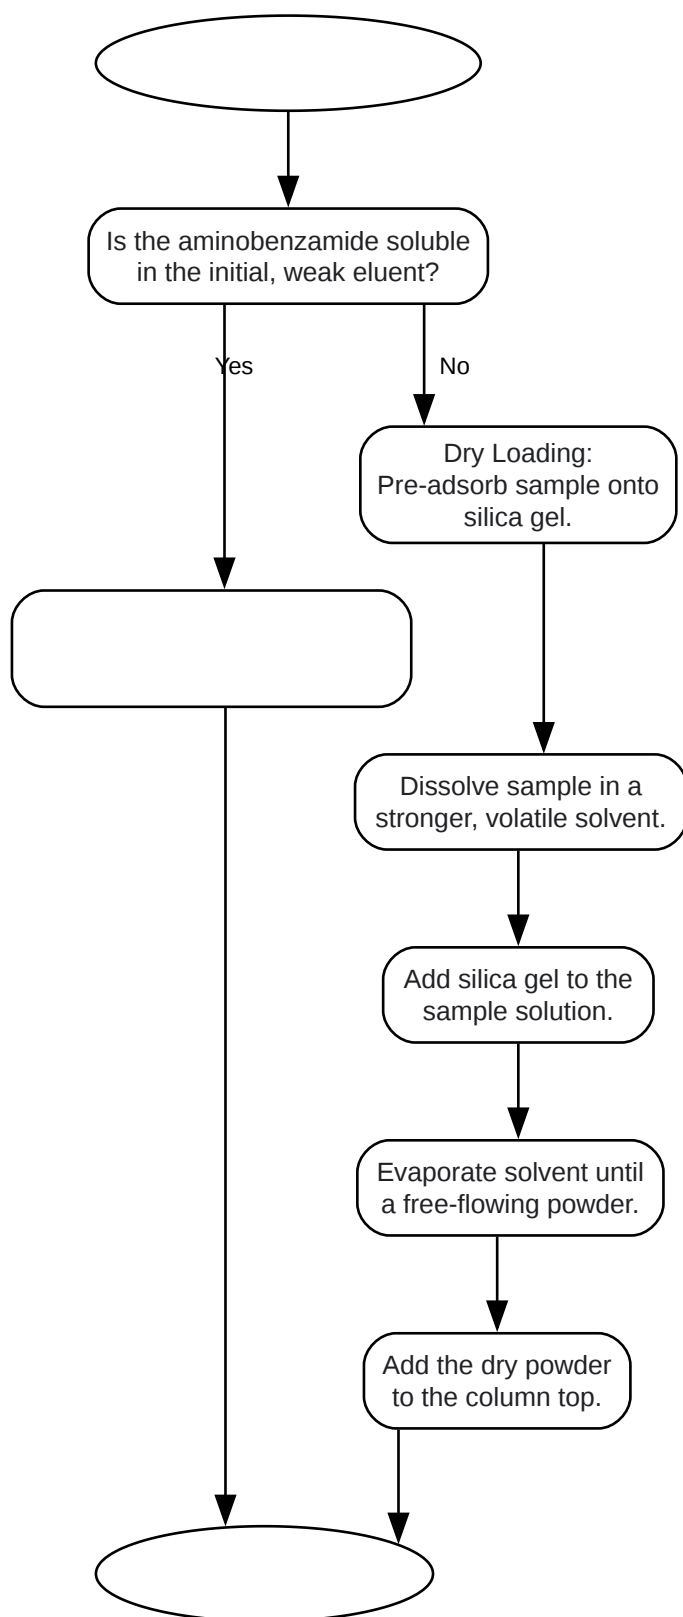 Is the aminobenzamide soluble
in the initial, weak eluent?
Yes
No
Dry Loading:
Pre-adsorb sample onto
silica gel.
Dissolve sample in a
stronger, volatile solvent.
Add silica gel to the
sample solution.
Evaporate solvent until
a free-flowing powder.
Add the dry powder
to the column top.